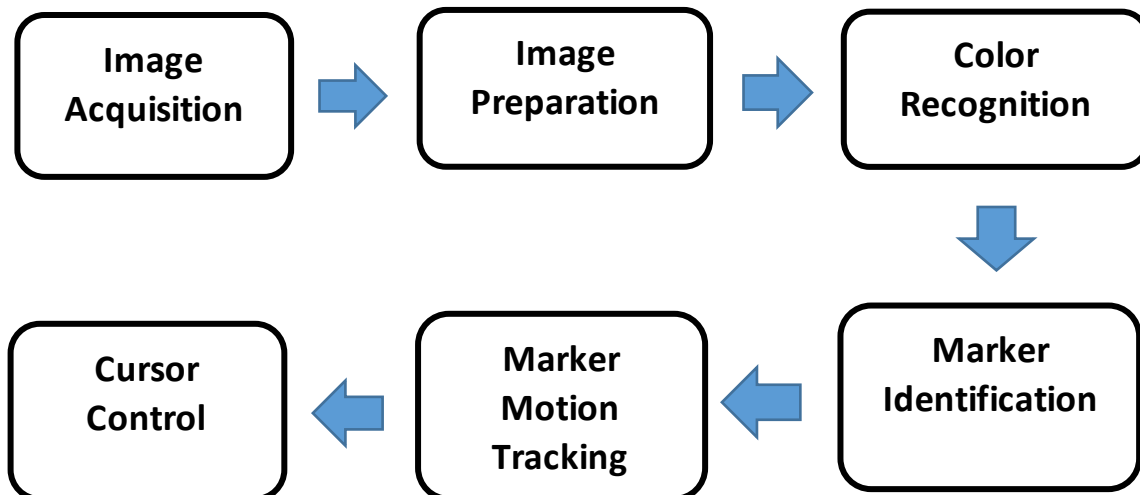 Image
Acquisition
Image
Preparation
Color
Recognition
Marker
Identification
Marker
Motion
Tracking
Cursor
Control